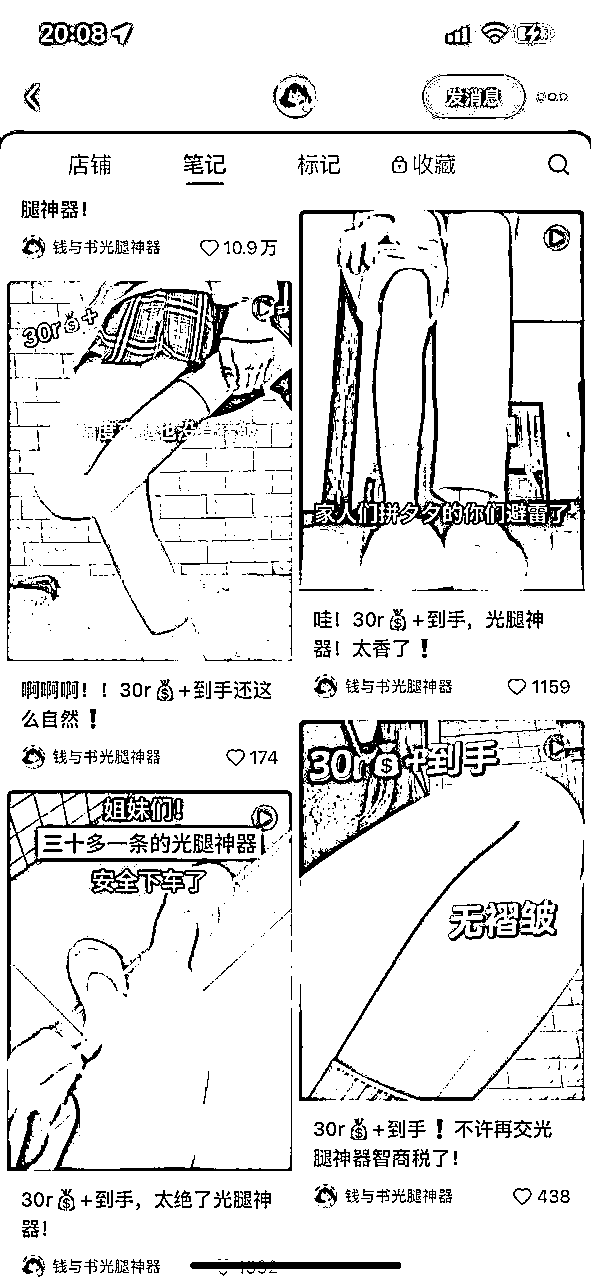 20:08
发消息
店铺
笔记
标记
收藏
腿神器！
钱与书光腿神器
10.9万
30r💰+
啊啊啊！！30r💰+到手还这
么自然❗
钱与书光腿神器
174
姐妹们！
三十多一条的光腿神器
安全下车了
30r💰+到手，太绝了光腿神
器！
钱与书光腿神器
家人们拼夕夕的你们避雷了
哇！30r💰+到手，光腿神
器！太香了❗
钱与书光腿神器
1159
30r💰+到手
无褶皱
30r💰+到手❗不许再交光
腿神器智商税了！
钱与书光腿神器
438